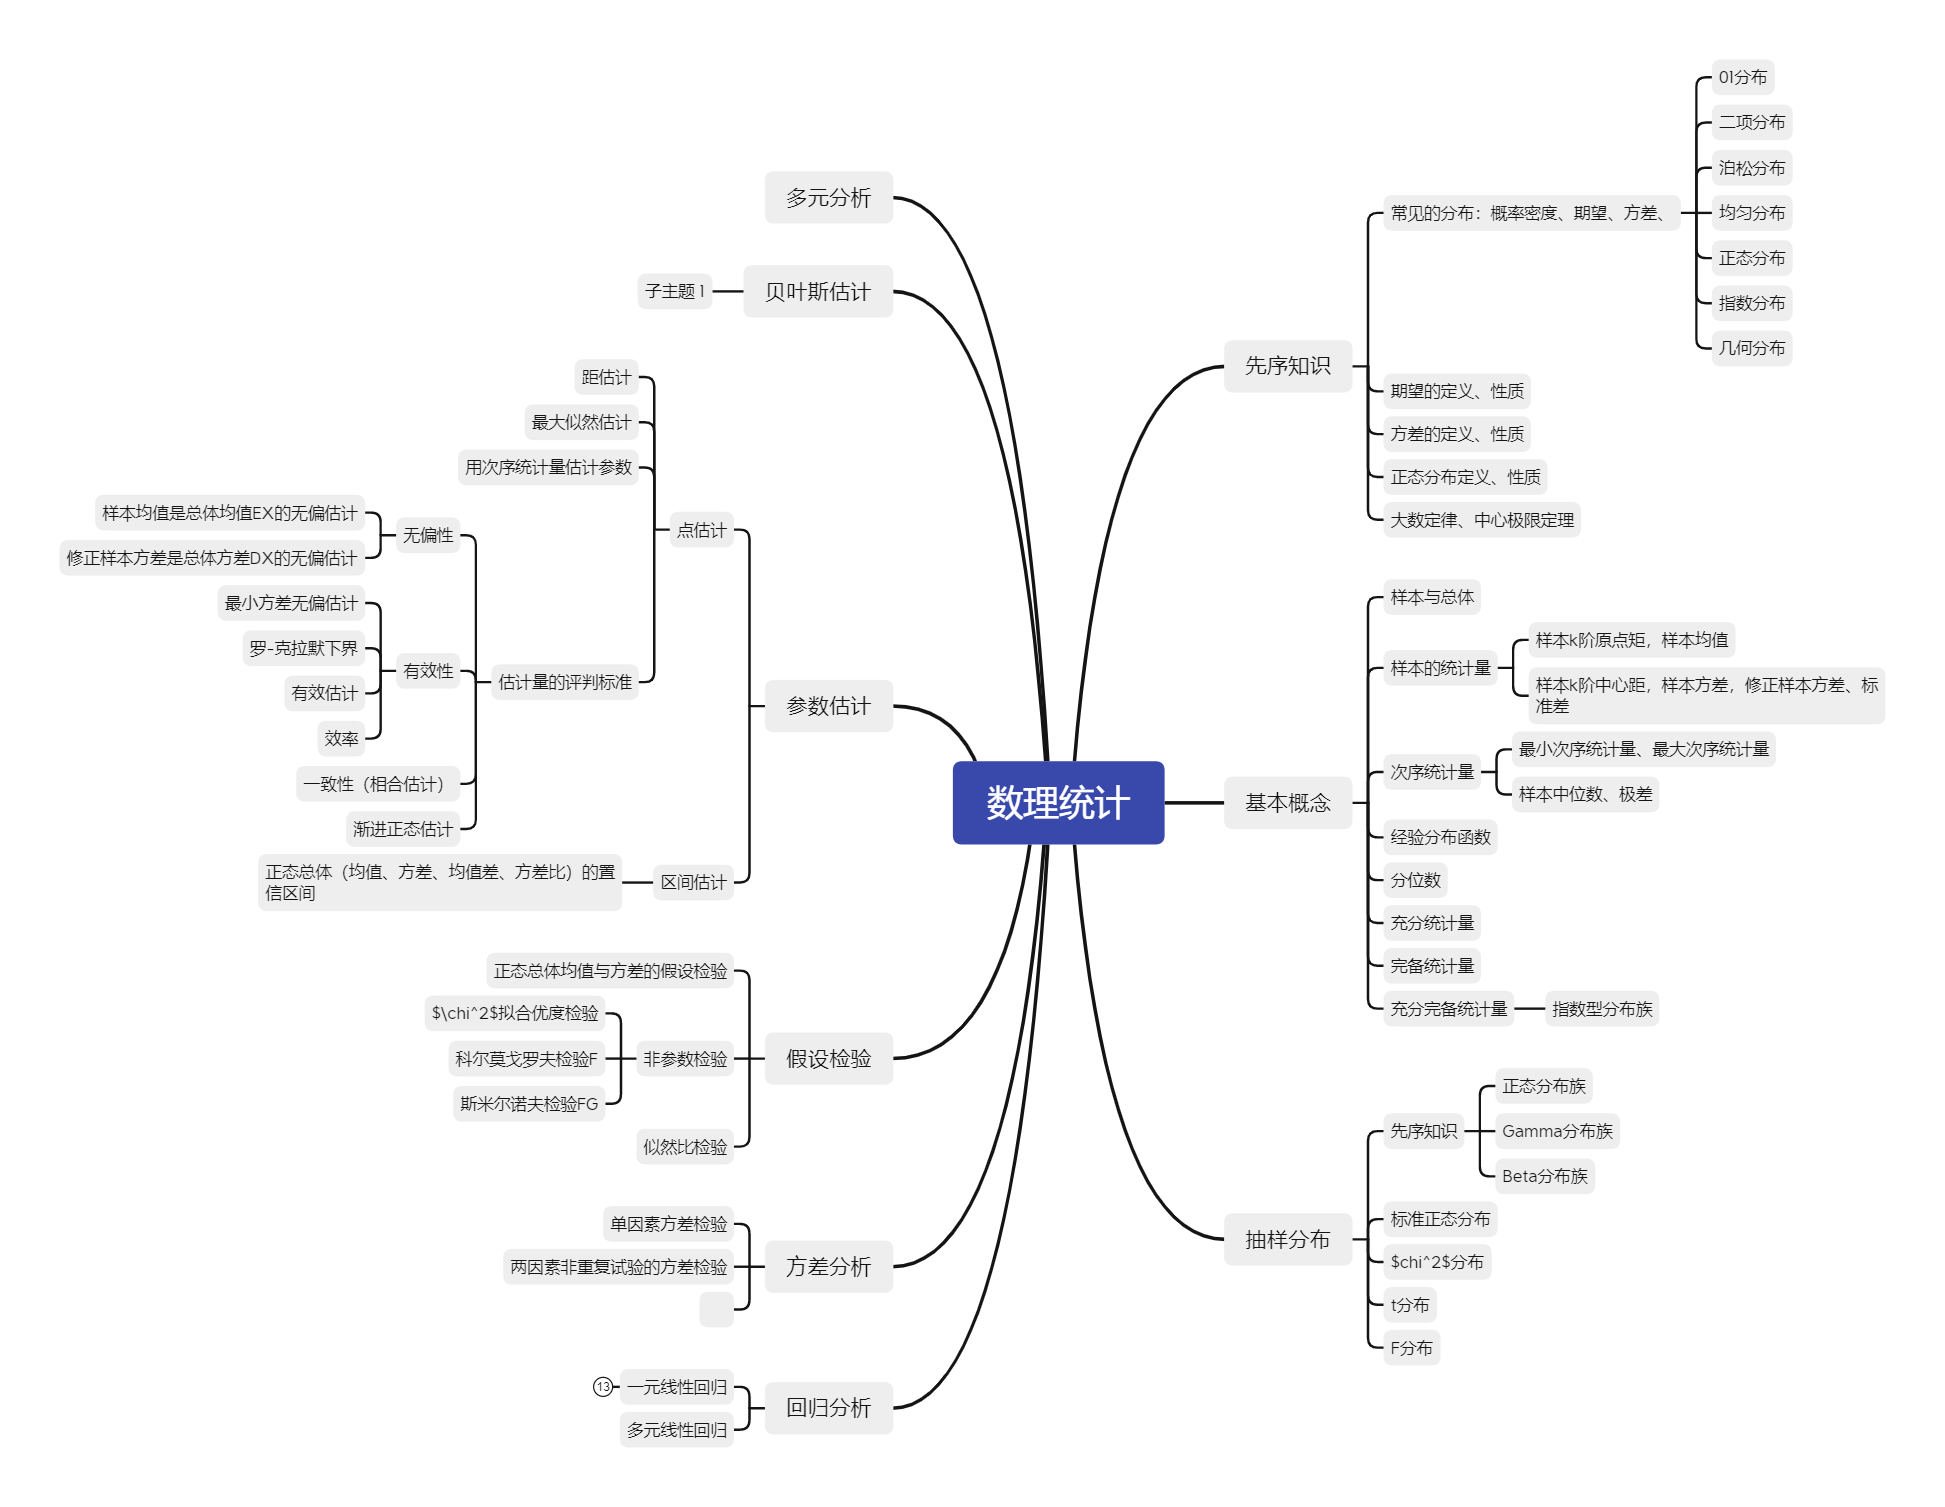 数理统计
先序知识
常见的分布：概率密度、期望、方差、
01分布
二项分布
泊松分布
均匀分布
正态分布
指数分布
几何分布
期望的定义、性质
方差的定义、性质
正态分布定义、性质
大数定律、中心极限定理
基本概念
样本与总体
样本的统计量
样本k阶原点矩，样本均值
样本k阶中心距，样本方差，修正样本方差、标
准差
次序统计量
最小次序统计量、最大次序统计量
样本中位数、极差
经验分布函数
分位数
充分统计量
完备统计量
充分完备统计量
指数型分布族
抽样分布
先序知识
正态分布族
Gamma分布族
Beta分布族
标准正态分布
$chi^2$分布
t分布
F分布
多元分析
贝叶斯估计
子主题 1
参数估计
点估计
距估计
最大似然估计
用次序统计量估计参数
估计量的评判标准
无偏性
样本均值是总体均值EX的无偏估计
修正样本方差是总体方差DX的无偏估计
有效性
最小方差无偏估计
罗-克拉默下界
有效估计
效率
一致性（相合估计）
渐进正态估计
区间估计
正态总体（均值、方差、均值差、方差比）的置
信区间
假设检验
正态总体均值与方差的假设检验
非参数检验
$\chi^2$拟合优度检验
科尔莫戈罗夫检验F
斯米尔诺夫检验FG
似然比检验
方差分析
单因素方差检验
两因素非重复试验的方差检验
回归分析
一元线性回归
13
多元线性回归